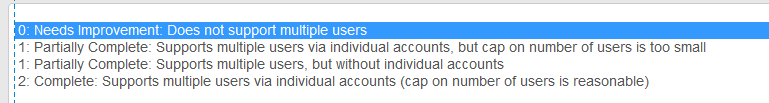 0: Needs Improvement: Does not support multiple users
1: Partially Complete: Supports multiple users via individual accounts, but cap on number of users is too small
1: Partially Complete: Supports multiple users, but without individual accounts
2: Complete: Supports multiple users via individual accounts (cap on number of users is reasonable)